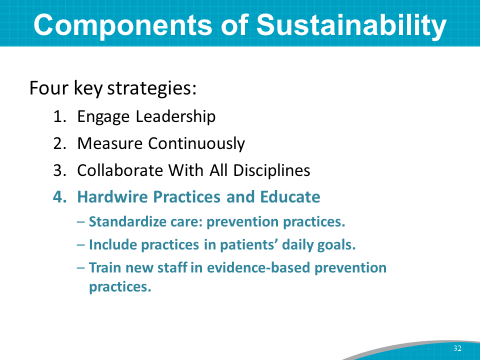 Components of Sustainability
Four key strategies:
1. Engage Leadership
2. Measure Continuously
3. Collaborate With All Disciplines
4. Hardwire Practices and Educate
– Standardize care: prevention practices.
– Include practices in patients’ daily goals.
– Train new staff in evidence-based prevention
practices.
32